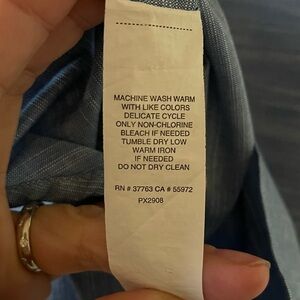 MACHINE WASH WARM
WITH LIKE COLORS
DELICATE CYCLE
ONLY NON-CHLORINE
BLEACH IF NEEDED
TUMBLE DRY LOW
WARM IRON
IF NEEDED
DO NOT DRY CLEAN
RN # 37763 CA # 55972
PX2908